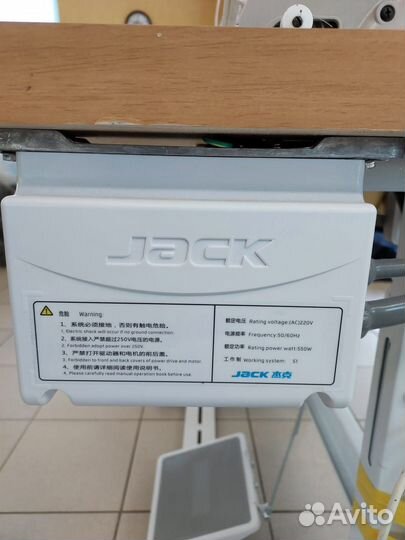 JACK
危险 Warning
1、系统必须接地，否则有触电危险。
1. Electric shock will occur if no ground connection.
2、系统接入严禁超过250V电压的电源。
2. Forbidden adopt power over 250V.
3、严禁打开驱动器和电机的前后盖。
3. Forbidden to front and back covers of power drive and motor.
4、使用前请详细阅读使用说明书。
4. Please carefully read manual operation book before use.
额定电压 Rating voltage:(AC)220V
电源频率 Frequency:50/60Hz
额定功率 Rating power watt:550W
工作制 Working system: S1
JACK 杰克
Avito